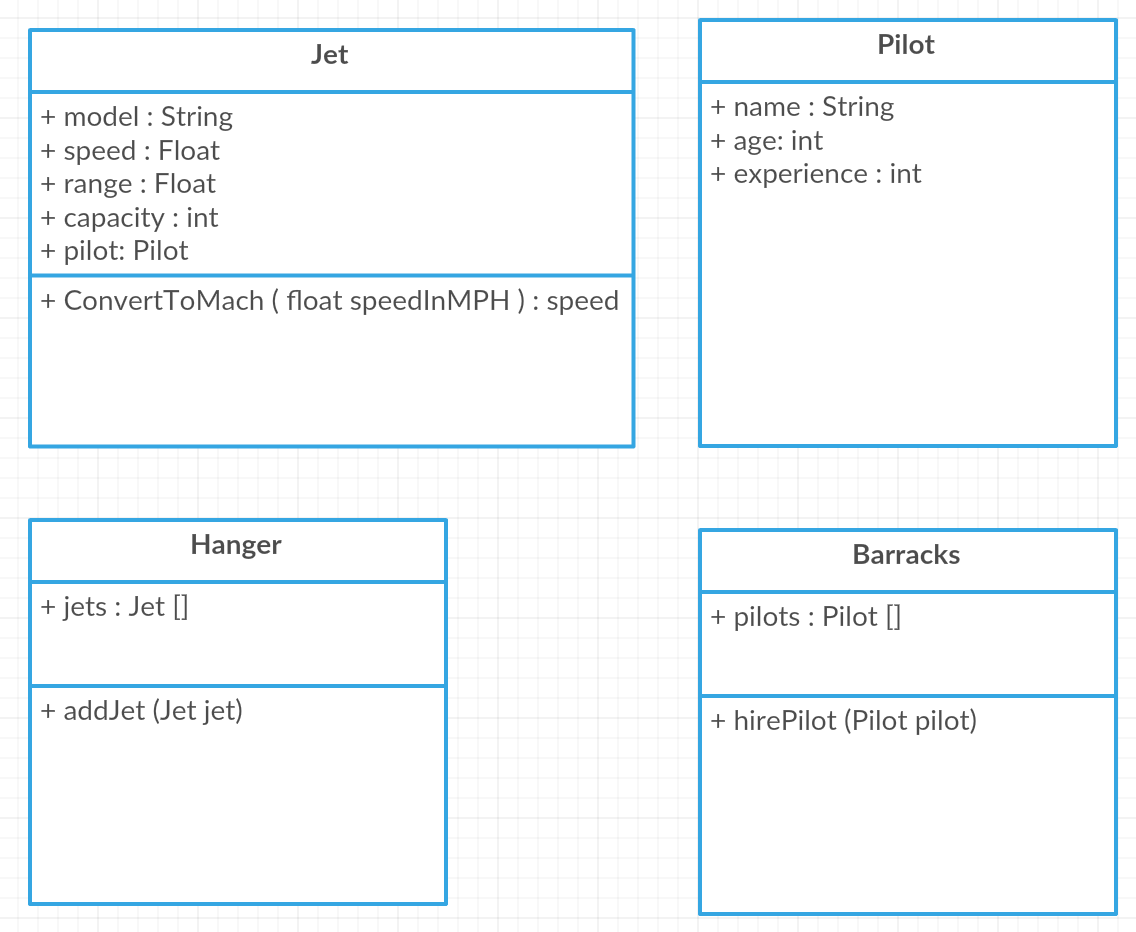 Jet
+ model : String
+ speed : Float
+ range : Float
+ capacity : int
+ pilot: Pilot
+ ConvertToMach ( float speedInMPH ) : speed
Pilot
+ name : String
+ age: int
+ experience : int
Hanger
+ jets : Jet []
+ addJet (Jet jet)
Barracks
+ pilots : Pilot []
+ hirePilot (Pilot pilot)